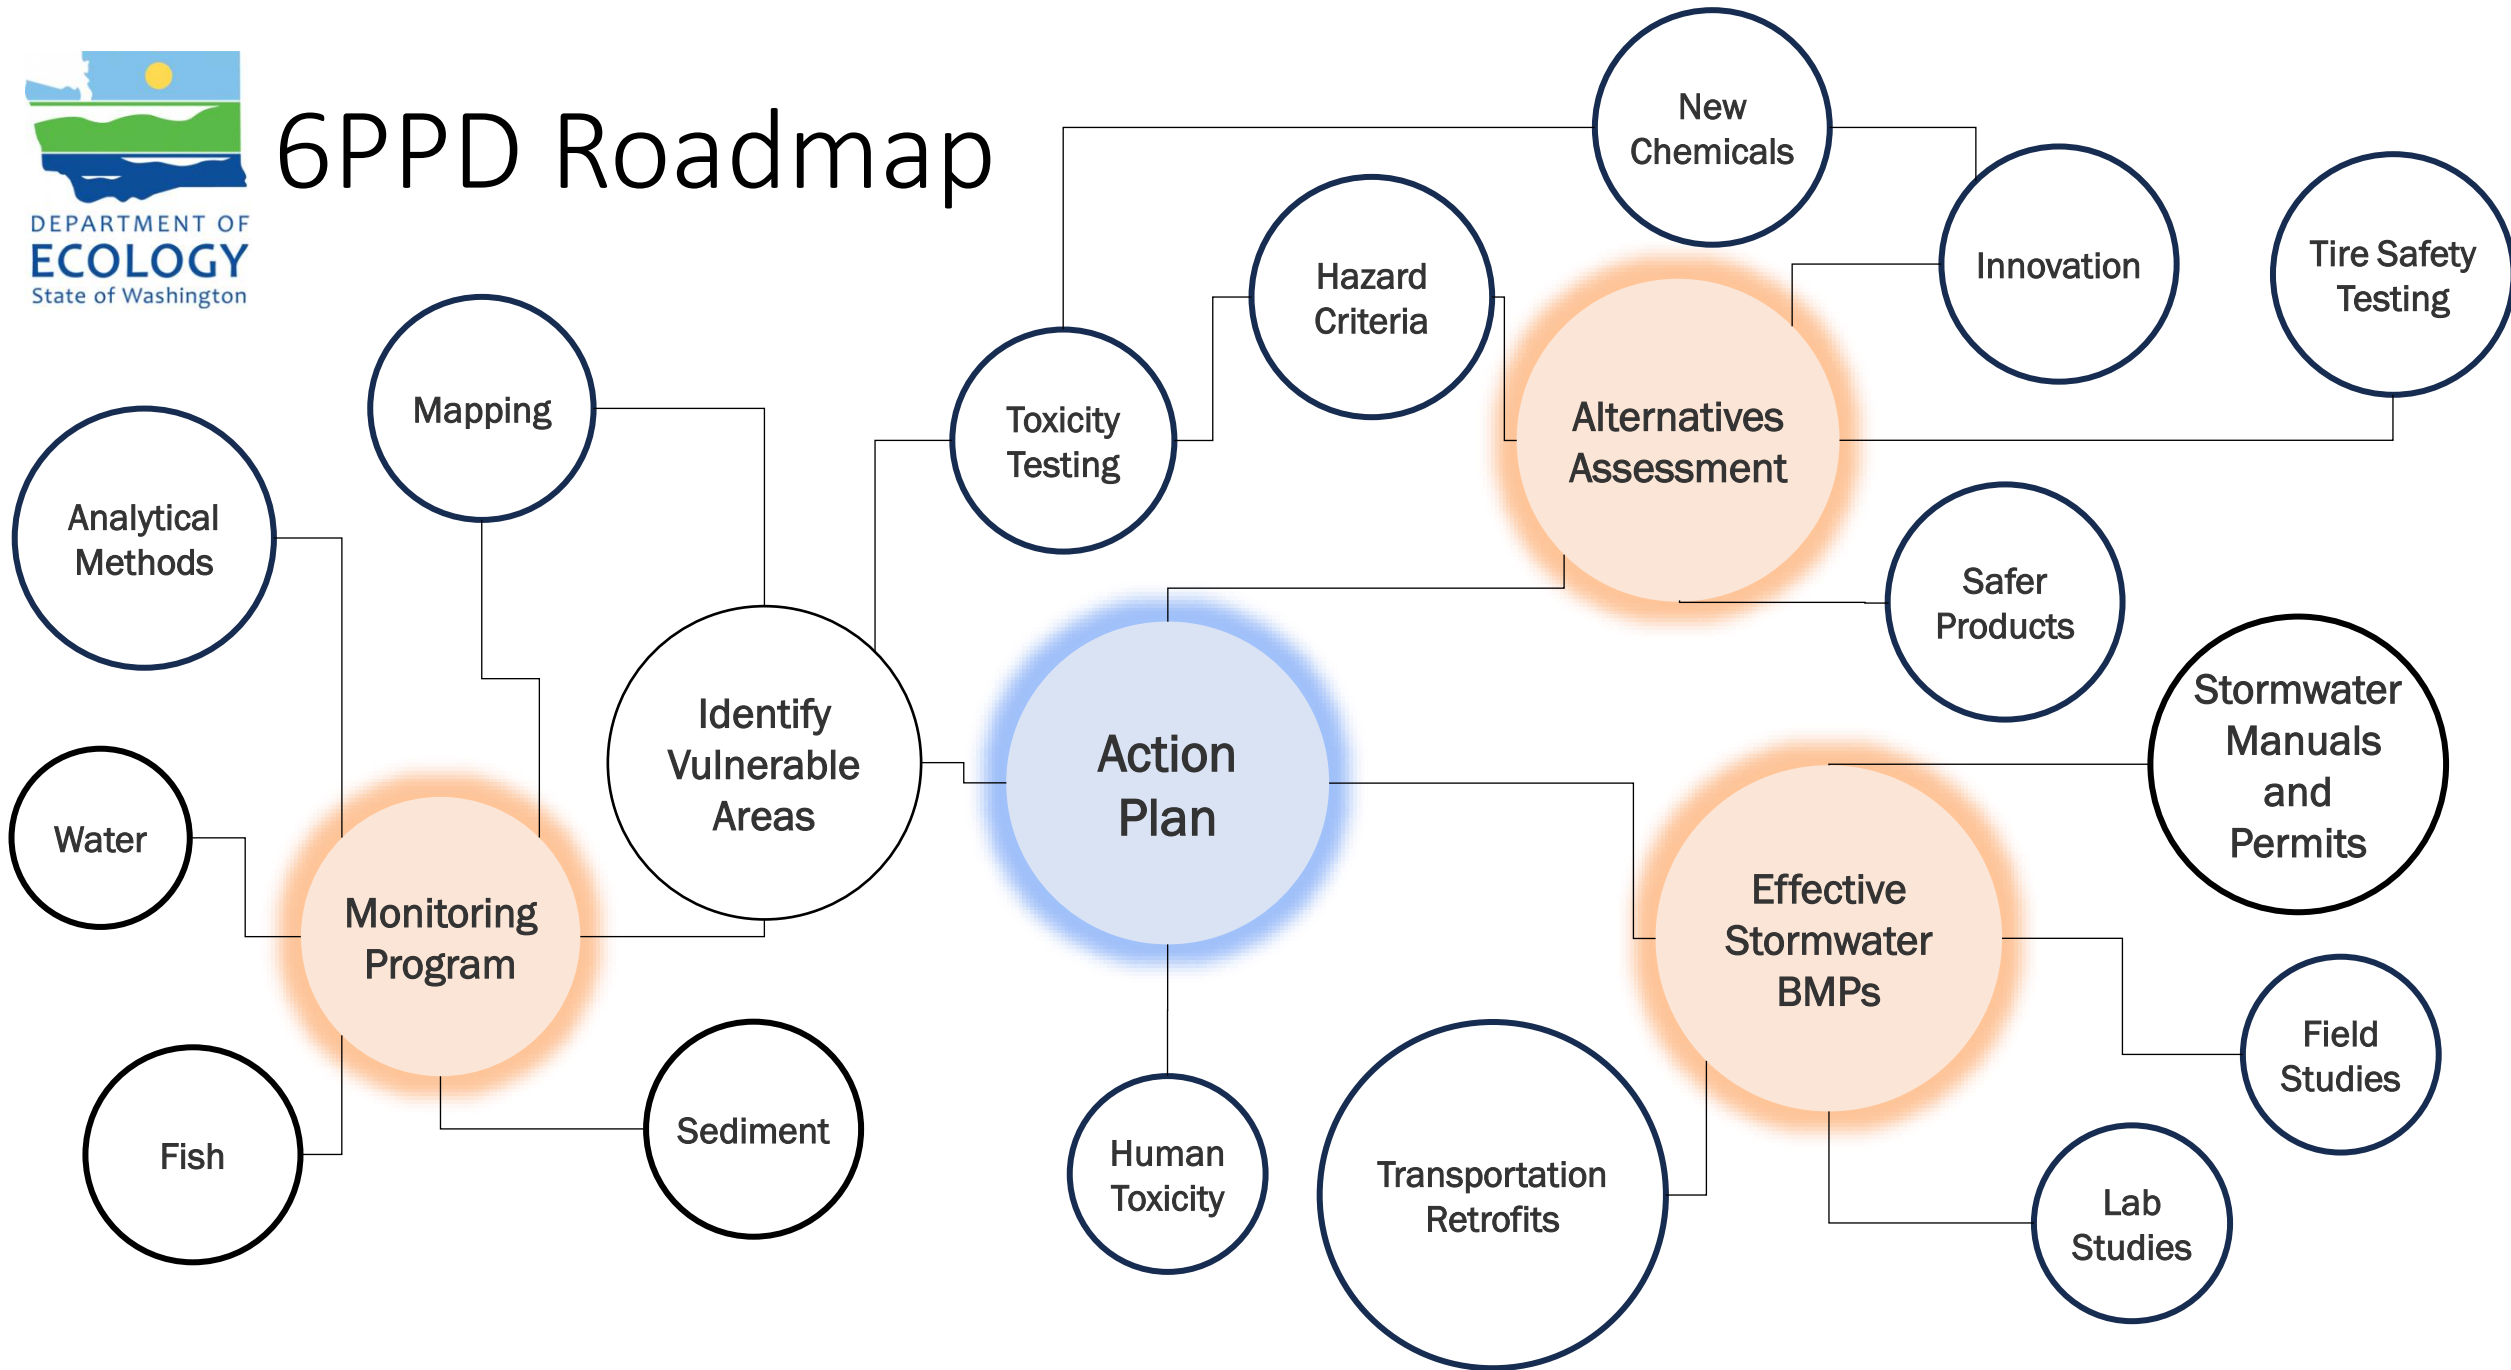 DEPARTMENT OF
ECOLOGY
State of Washington
6PPD Roadmap
New
Chemicals
Innovation
Tire Safety
Testing
Hazard
Criteria
Mapping
Toxicity
Testing
Alternatives
Assessment
Analytical
Methods
Safer
Products
Identify
Vulnerable
Areas
Action
Plan
Stormwater
Manuals
and
Permits
Water
Monitoring
Program
Effective
Stormwater
BMPs
Field
Studies
Fish
Sediment
Human
Toxicity
Transportation
Retrofits
Lab
Studies